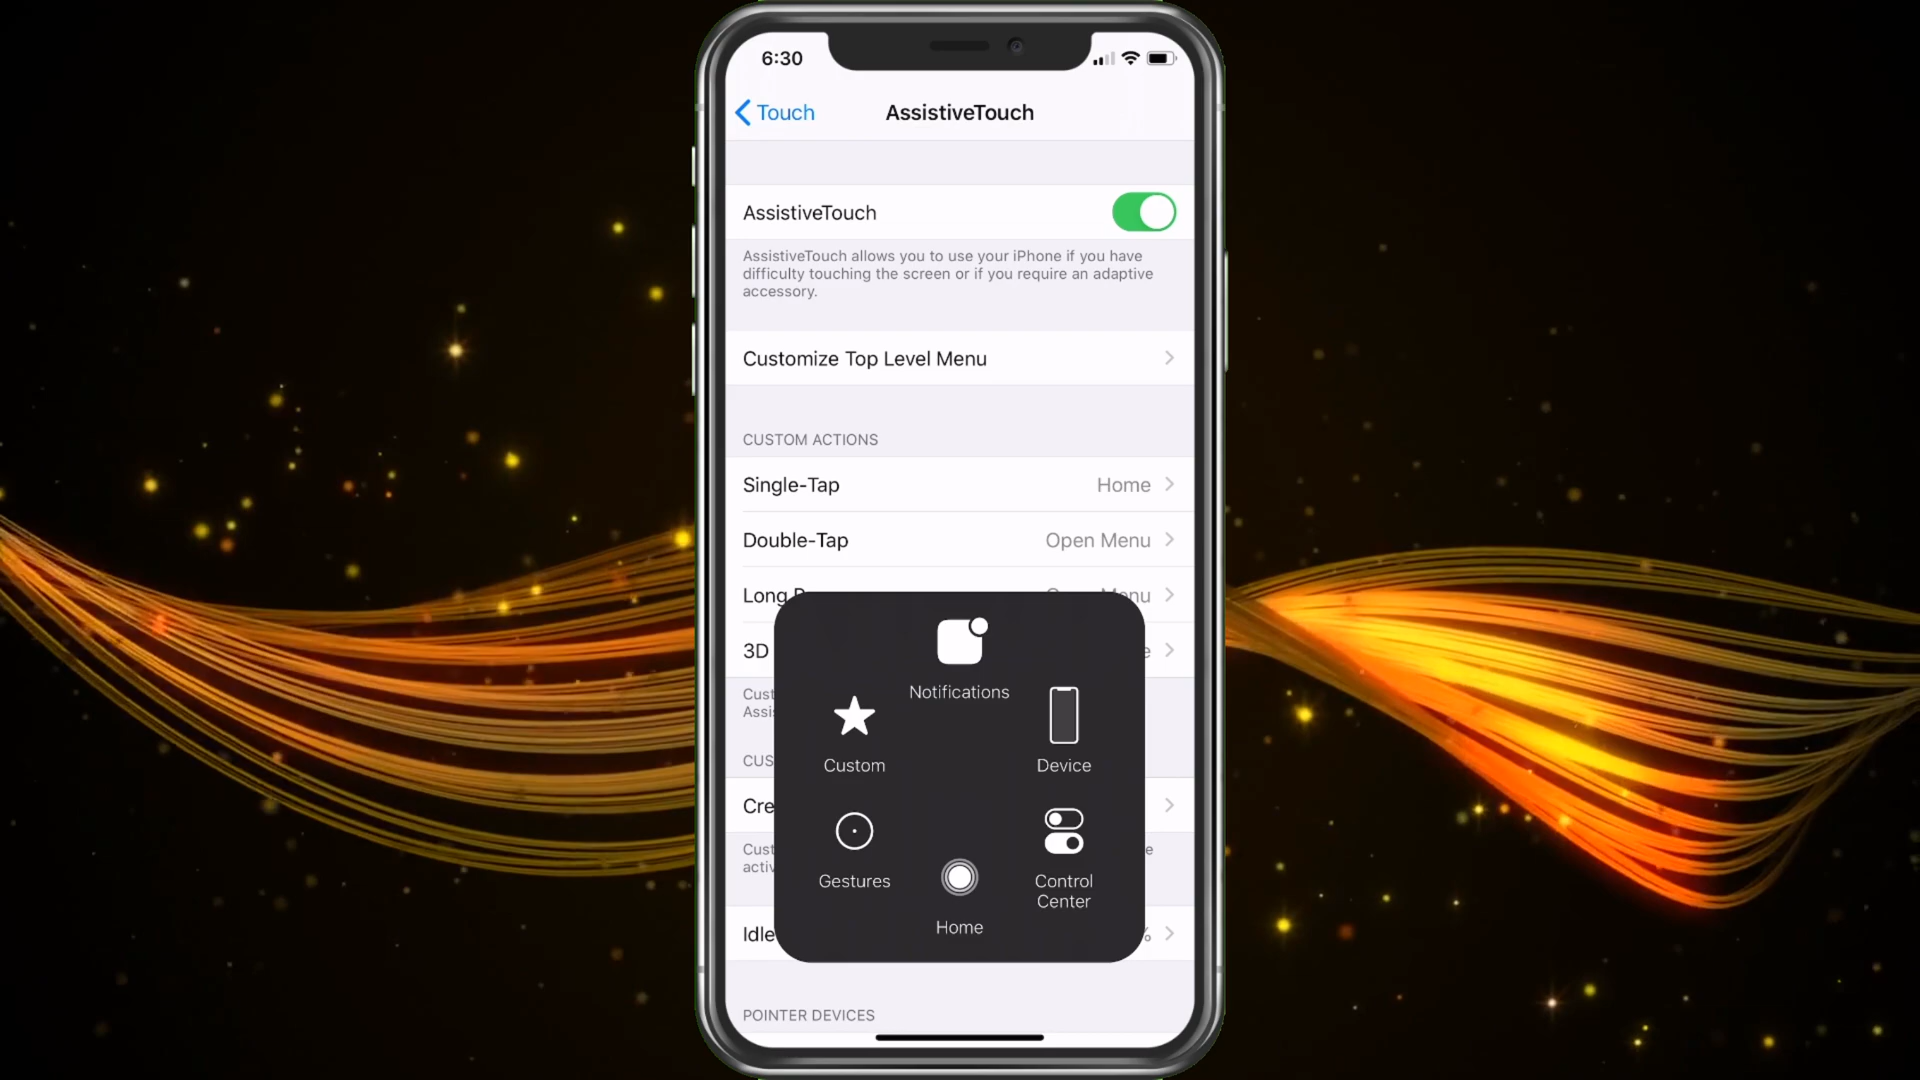 6:30
Touch
AssistiveTouch
AssistiveTouch
AssistiveTouch allows you to use your iPhone if you have
difficulty touching the screen or if you require an adaptive
accessory.
Customize Top Level Menu
CUSTOM ACTIONS
Single-Tap Home
Double-Tap Open Menu
Long
3D
Notifications
Custom
Device
Gestures
Control
Center
Home
Idle %
POINTER DEVICES